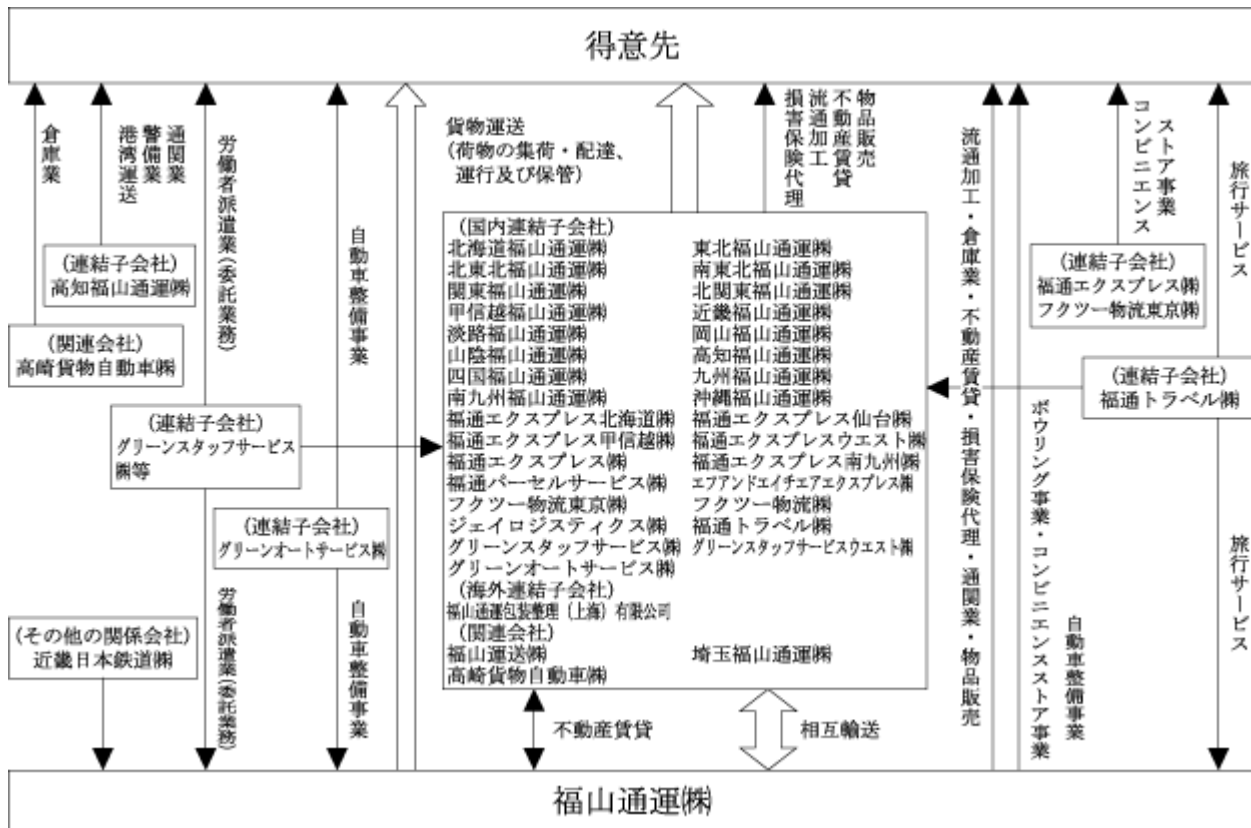 得意先
倉庫業
通関業
警備業
港湾運送
労働者派遣業(委託業務)
自動車整備事業
貨物運送
(荷物の集荷・配達、
運行及び保管)
物品販売
不動産賃貸
流通加工
損害保険代理
流通加工・倉庫業・不動産賃貸・損害保険代理・通関業・物品販売
ストア事業
コンビニエンス
旅行サービス
(連結子会社)
高知福山通運㈱
(関連会社)
高崎貨物自動車㈱
(連結子会社)
グリーンスタッフサービス
㈱等
(連結子会社)
グリーンオートサービス㈱
(その他の関係会社)
近畿日本鉄道㈱
労働者派遣業(委託業務)
自動車整備事業
(国内連結子会社)
北海道福山通運㈱ 東北福山通運㈱
北東北福山通運㈱ 南東北福山通運㈱
関東福山通運㈱ 北関東福山通運㈱
甲信越福山通運㈱ 近畿福山通運㈱
淡路福山通運㈱ 岡山福山通運㈱
山陰福山通運㈱ 高知福山通運㈱
四国福山通運㈱ 九州福山通運㈱
南九州福山通運㈱ 沖縄福山通運㈱
福通エクスプレス北海道㈱ 福通エクスプレス仙台㈱
福通エクスプレス甲信越㈱ 福通エクスプレスウエスト㈱
福通エクスプレス㈱ 福通エクスプレス南九州㈱
福通パーセルサービス㈱ エフアンドエイチエアエクスプレス㈱
フクツー物流東京㈱ フクツー物流㈱
ジェイロジスティクス㈱ 福通トラベル㈱
グリーンスタッフサービス㈱ グリーンスタッフサービスウエスト㈱
グリーンオートサービス㈱
(海外連結子会社)
福山通運包装整理(上海)有限公司
(関連会社)
福山運送㈱ 埼玉福山通運㈱
高崎貨物自動車㈱
(連結子会社)
福通エクスプレス㈱
フクツー物流東京㈱
(連結子会社)
福通トラベル㈱
自動車整備事業
ボウリング事業・コンビニエンスストア事業
旅行サービス
不動産賃貸
相互輸送
福山通運㈱